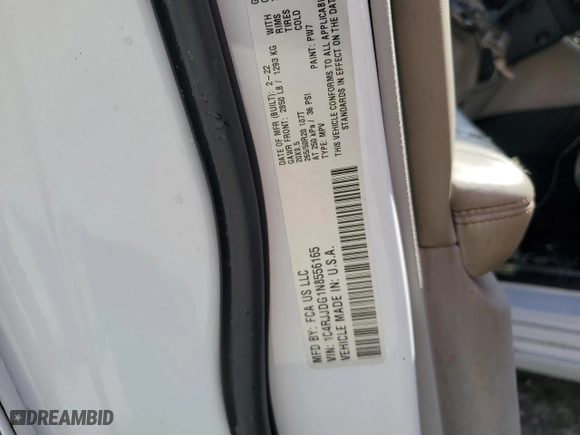 MFD BY: FCA US LLC
DATE OF MFR (BUILT): 2-22
GAWR FRONT: 2850 LB / 1293 KG
WITH
20X8.5
RIMS
265/50R20 107T
TIRES
AT 250 kPa / 36 PSI
COLD
VIN: 1C4RJJDG1N8556165
TYPE: MPV
PAINT: PW7
VEHICLE MADE IN: U.S.A.
THIS VEHICLE CONFORMS TO ALL APPLICABLE
STANDARDS IN EFFECT ON THE
DREAMBID